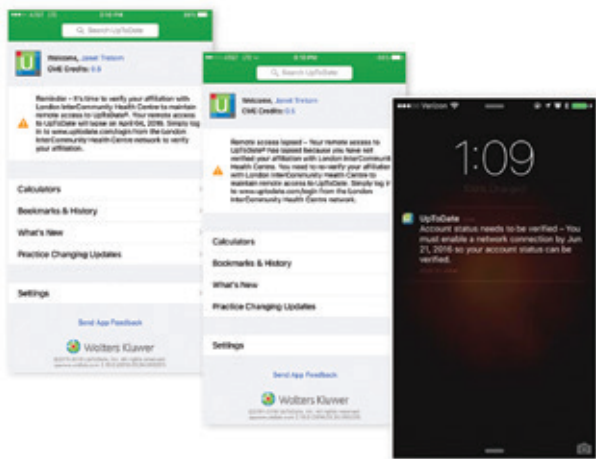 AT&T LTE
3:16 PM
Search UpToDate
Welcome, Janet Tristom
CME Credits: 0.5
Reminder – It's time to verify your affiliation with
London InterCommunity Health Centre to maintain
remote access to UpToDate®. Your remote access
to UpToDate will lapse on April 04, 2016. Simply log
in to www.uptodate.com/login from the London
InterCommunity Health Centre network to verify
your affiliation.
Calculators
Bookmarks & History
What's New
Practice Changing Updates
Settings
Send App Feedback
Wolters Kluwer
3:16 PM
Search UpToDate
Welcome,
CME Credits: 0.5
Remote access lapsed – Your remote access to
UpToDate® has lapsed because you have not
verified your affiliation with London InterCommunity
Health Centre. You need to re-verify your affiliation
with London InterCommunity Health Centre to
maintain remote access to UpToDate. Simply log in
to www.uptodate.com/login from the London
InterCommunity Health Centre network.
Calculators
Bookmarks & History
What's New
Practice Changing Updates
Settings
Send App Feedback
Wolters Kluwer
Verizon
1:09
UpToDate
Account status needs to be verified – You
must enable a network connection by Jun
21, 2016 so your account status can be
verified.